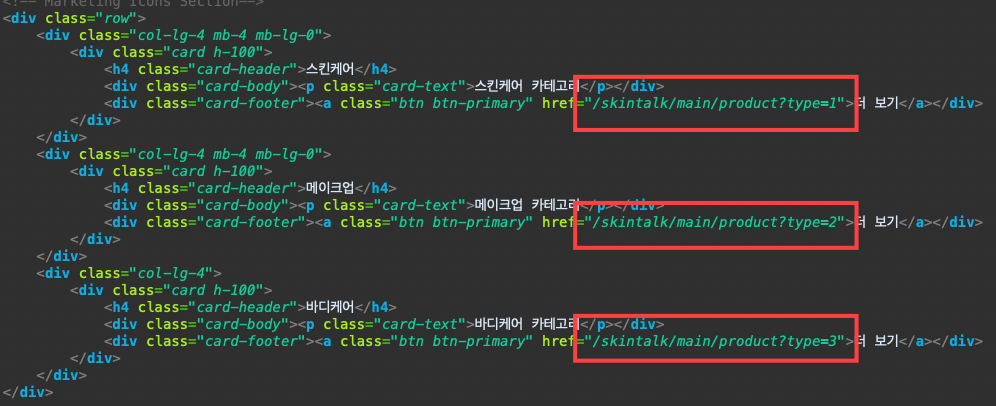 <!-- Marketing Icons Section-->
<div class="row">
<div class="col-lg-4 mb-4 mb-lg-0">
<div class="card h-100">
<h4 class="card-header">스킨케어</h4>
<div class="card-body"><p class="card-text">스킨케어 카테고리</p></div>
<div class="card-footer"><a class="btn btn-primary" href="/skintalk/main/product?type=1">더 보기</a></div>
</div>
</div>
<div class="col-lg-4 mb-4 mb-lg-0">
<div class="card h-100">
<h4 class="card-header">메이크업</h4>
<div class="card-body"><p class="card-text">메이크업 카테고리</p></div>
<div class="card-footer"><a class="btn btn-primary" href="/skintalk/main/product?type=2">더 보기</a></div>
</div>
</div>
<div class="col-lg-4">
<div class="card h-100">
<h4 class="card-header">바디케어</h4>
<div class="card-body"><p class="card-text">바디케어 카테고리</p></div>
<div class="card-footer"><a class="btn btn-primary" href="/skintalk/main/product?type=3">더 보기</a></div>
</div>
</div>
</div>